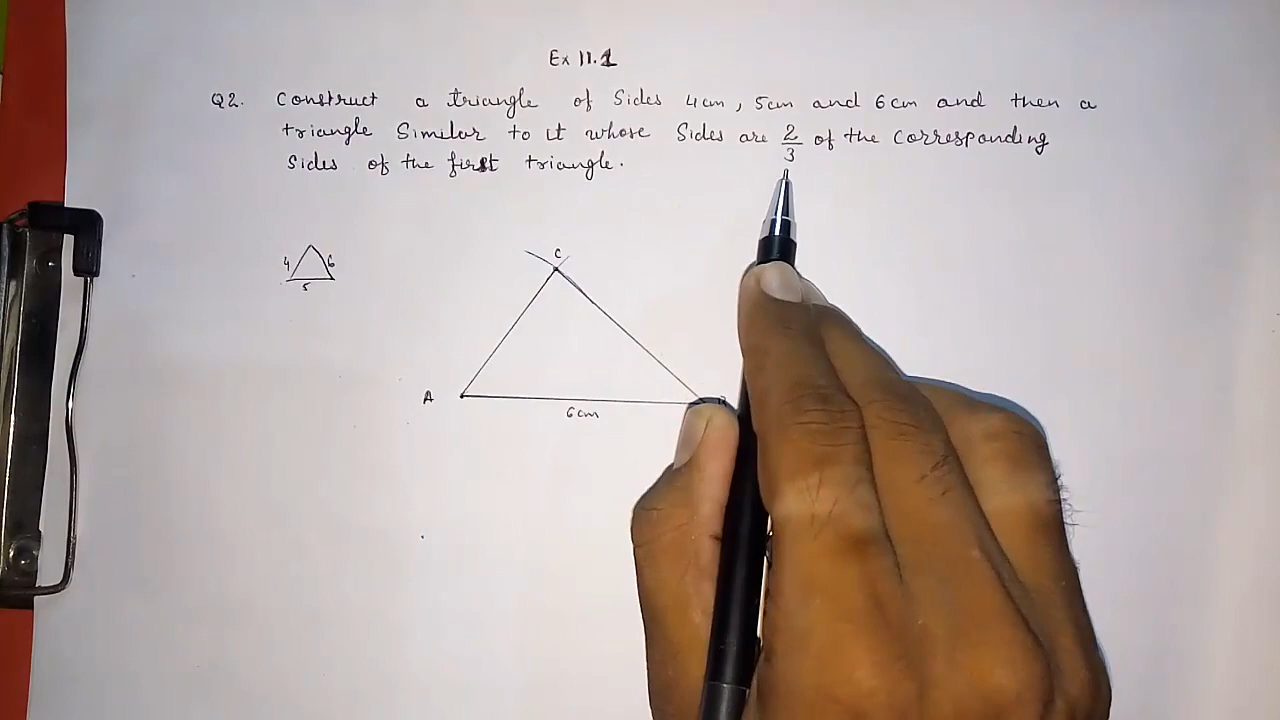 Ex 11.1
Q2. Construct a triangle of Sides 4cm, 5cm and 6cm and then a
triangle Similar to it whose Sides are 2/3 of the Corresponding
Sides of the first triangle.
4 6
5
C
A
6cm